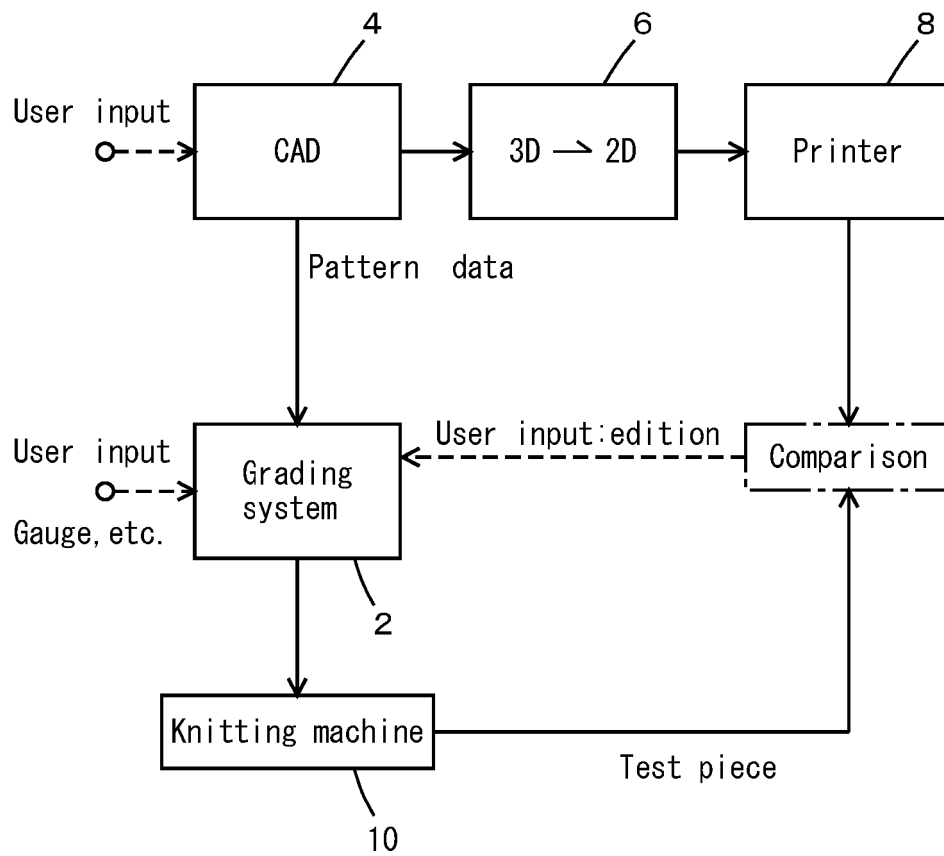 4
6
8
User input
CAD
3D → 2D
Printer
Pattern data
User input
Gauge, etc.
Grading
system
User input:edition
Comparison
2
Knitting machine
Test piece
10